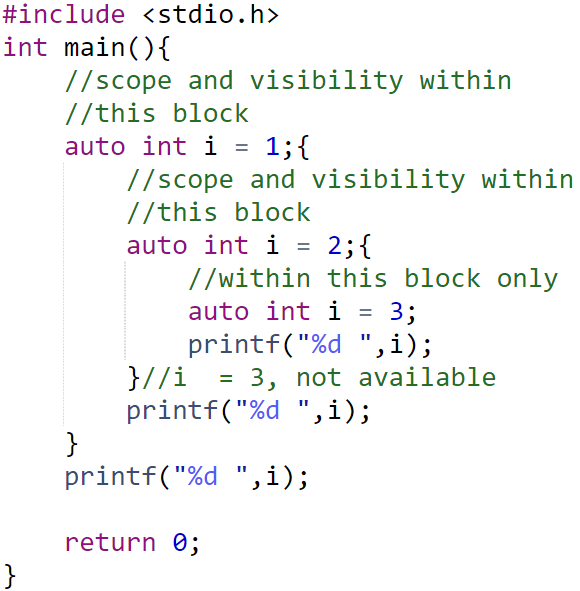 #include <stdio.h>
int main(){
    //scope and visibility within
    //this block
    auto int i = 1;{
        //scope and visibility within
        //this block
        auto int i = 2;{
            //within this block only
            auto int i = 3;
            printf("%d ",i);
        }//i  = 3, not available
        printf("%d ",i);
    }
    printf("%d ",i);

    return 0;
}